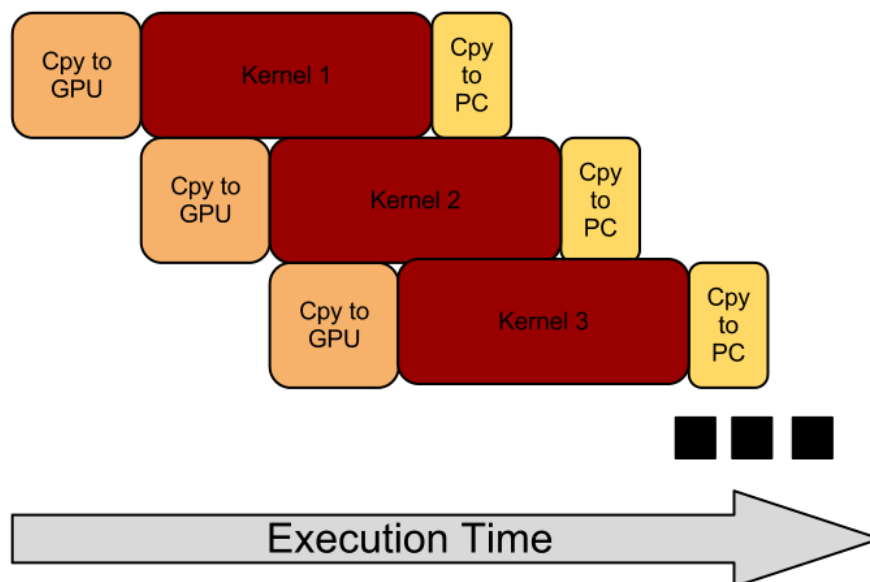 Cpy to
GPU
Kernel 1
Cpy
to
PC
Cpy to
GPU
Kernel 2
Cpy
to
PC
Cpy to
GPU
Kernel 3
Cpy
to
PC
Execution Time